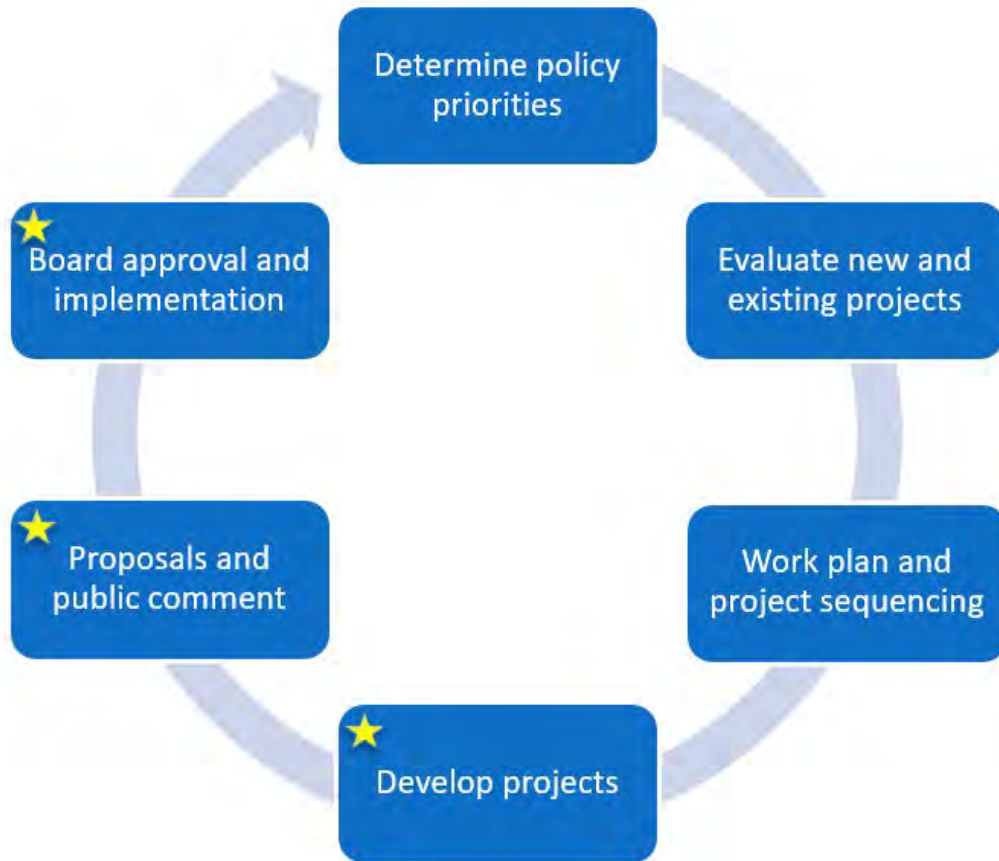 Determine policy
priorities
Evaluate new and
existing projects
Work plan and
project sequencing
Develop projects
Proposals and
public comment
Board approval and
implementation